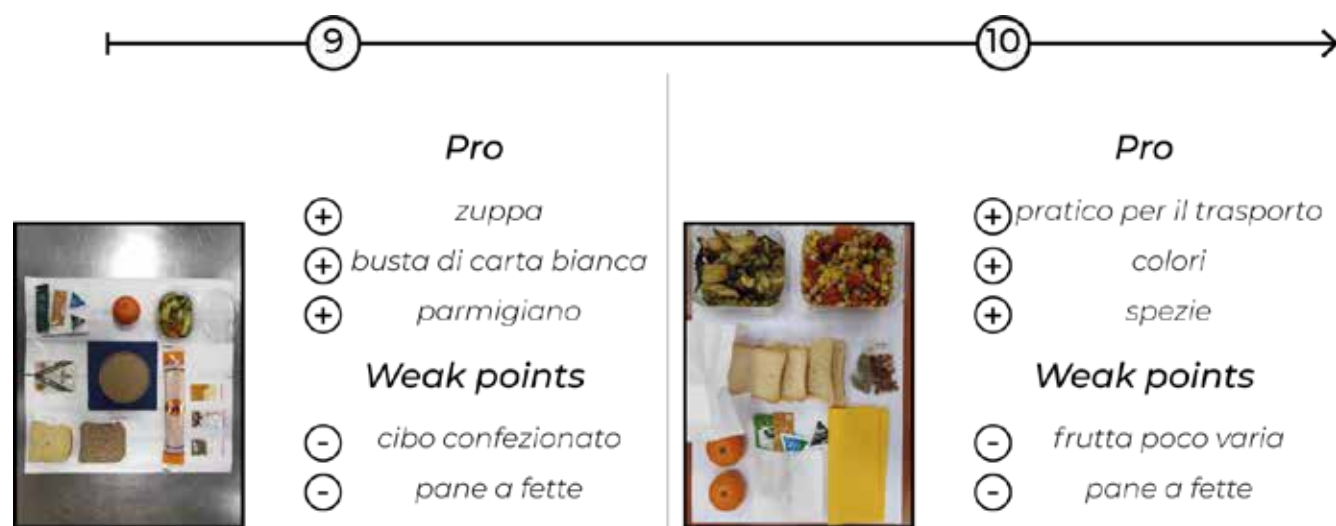 9
10
Pro
+ zuppa
+ busta di carta bianca
+ parmigiano
Weak points
- cibo confezionato
- pane a fette
Pro
+ pratico per il trasporto
+ colori
+ spezie
Weak points
- frutta poco varia
- pane a fette